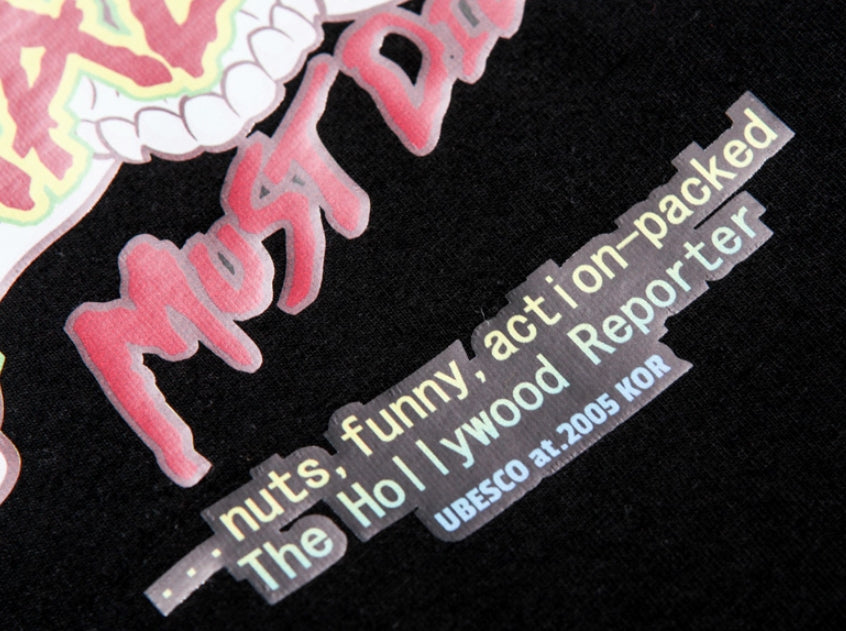 MUST DIE
...nuts, funny, action-packed
The Hollywood Reporter
UBESCO at.2005 KOR